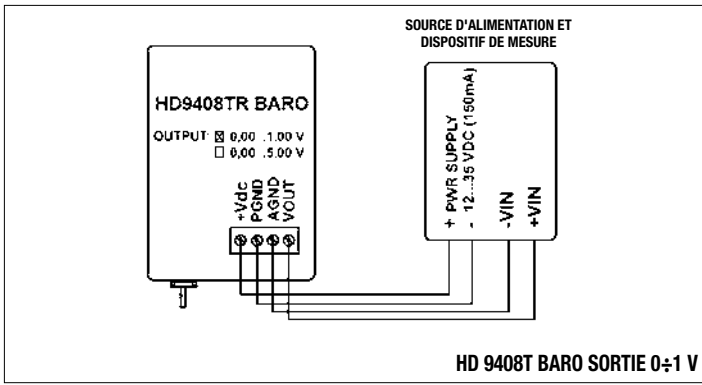 SOURCE D'ALIMENTATION ET
DISPOSITIF DE MESURE
HD9408TR BARO
OUTPUT: ☒ 0,00 .1.00 V
☐ 0,00 .5.00 V
+Vdc
PGND
AGND
VOUT
+ PWR SUPPLY
- 12...35 VDC (150mA)
-VIN
+VIN
HD 9408T BARO SORTIE 0÷1 V